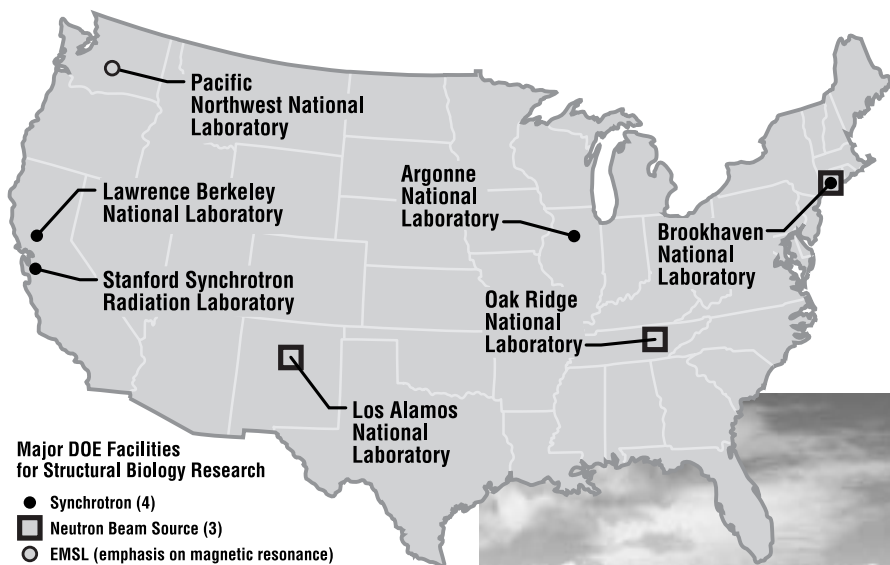 Pacific
Northwest National
Laboratory
Lawrence Berkeley
National Laboratory
Stanford Synchrotron
Radiation Laboratory
Argonne
National
Laboratory
Brookhaven
National
Laboratory
Oak Ridge
National
Laboratory
Los Alamos
National
Laboratory
Major DOE Facilities
for Structural Biology Research
Synchrotron (4)
Neutron Beam Source (3)
EMSL (emphasis on magnetic resonance)